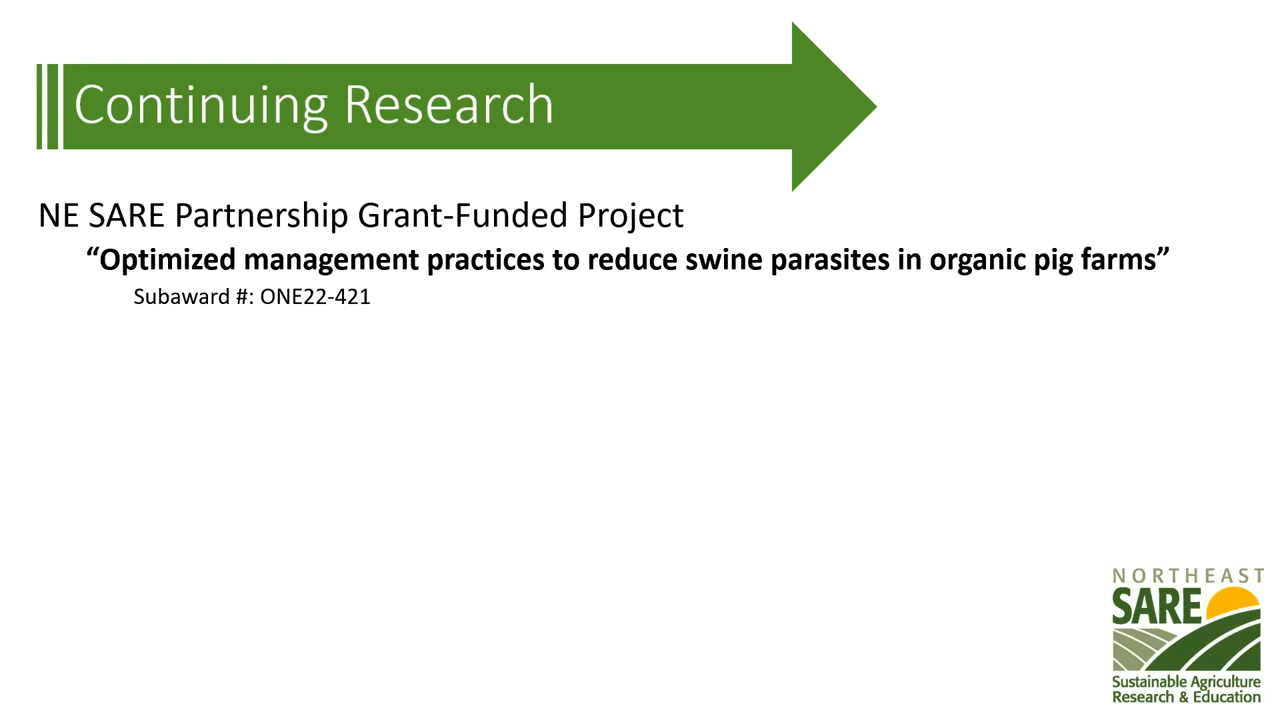 Continuing Research
NE SARE Partnership Grant-Funded Project
“Optimized management practices to reduce swine parasites in organic pig farms”
Subaward #: ONE22-421
NORTHEAST
SARE
Sustainable Agriculture
Research & Education